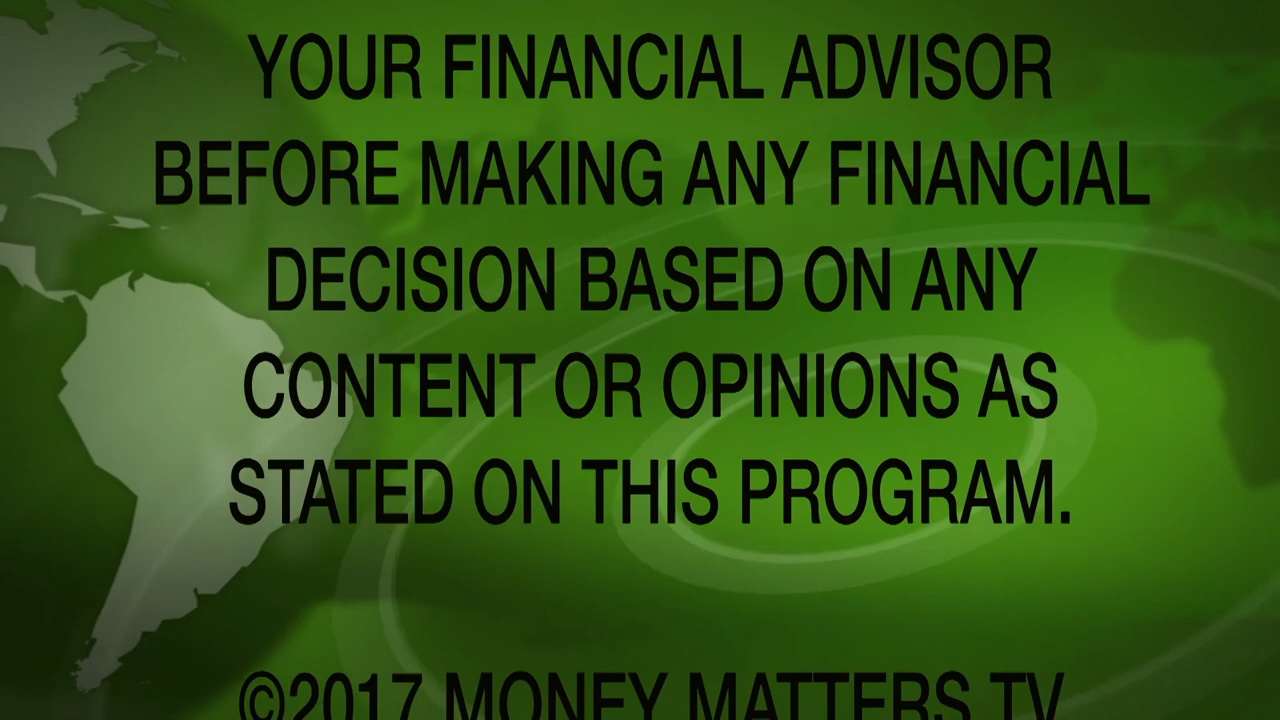 YOUR FINANCIAL ADVISOR
BEFORE MAKING ANY FINANCIAL
DECISION BASED ON ANY
CONTENT OR OPINIONS AS
STATED ON THIS PROGRAM.
©2017 MONEY MATTERS TV